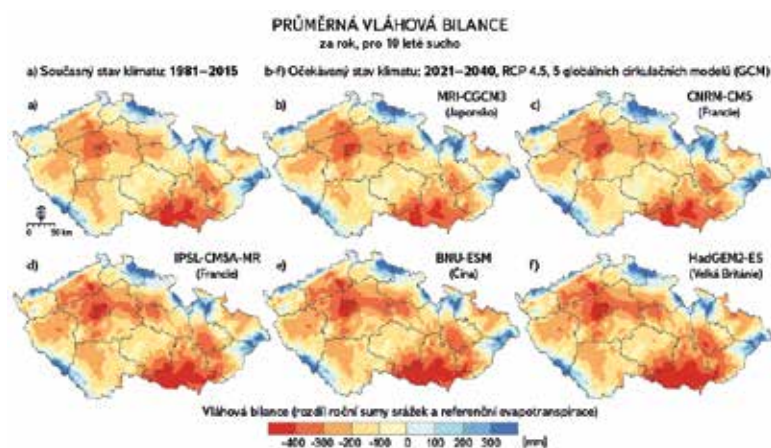 PRŮMĚRNÁ VLÁHOVÁ BILANCE
za rok, pro 10 leté sucho
a) Současný stav klimatu: 1981–2015
b-f) Očekávaný stav klimatu: 2021–2040, RCP 4.5, 5 globálních cirkulačních modelů (GCM)
a)
b)
MRI-CGCM3
(Japonsko)
c)
CNRM-CM5
(Francie)
0 50 km
d)
IPSL-CM5A-MR
(Francie)
e)
BNU-ESM
(Čína)
f)
HadGEM2-ES
(Velká Británie)
Vláhová bilance (rozdíl roční sumy srážek a referenční evapotranspirace)
-400 -300 -200 -100 0 100 200 300 [mm]